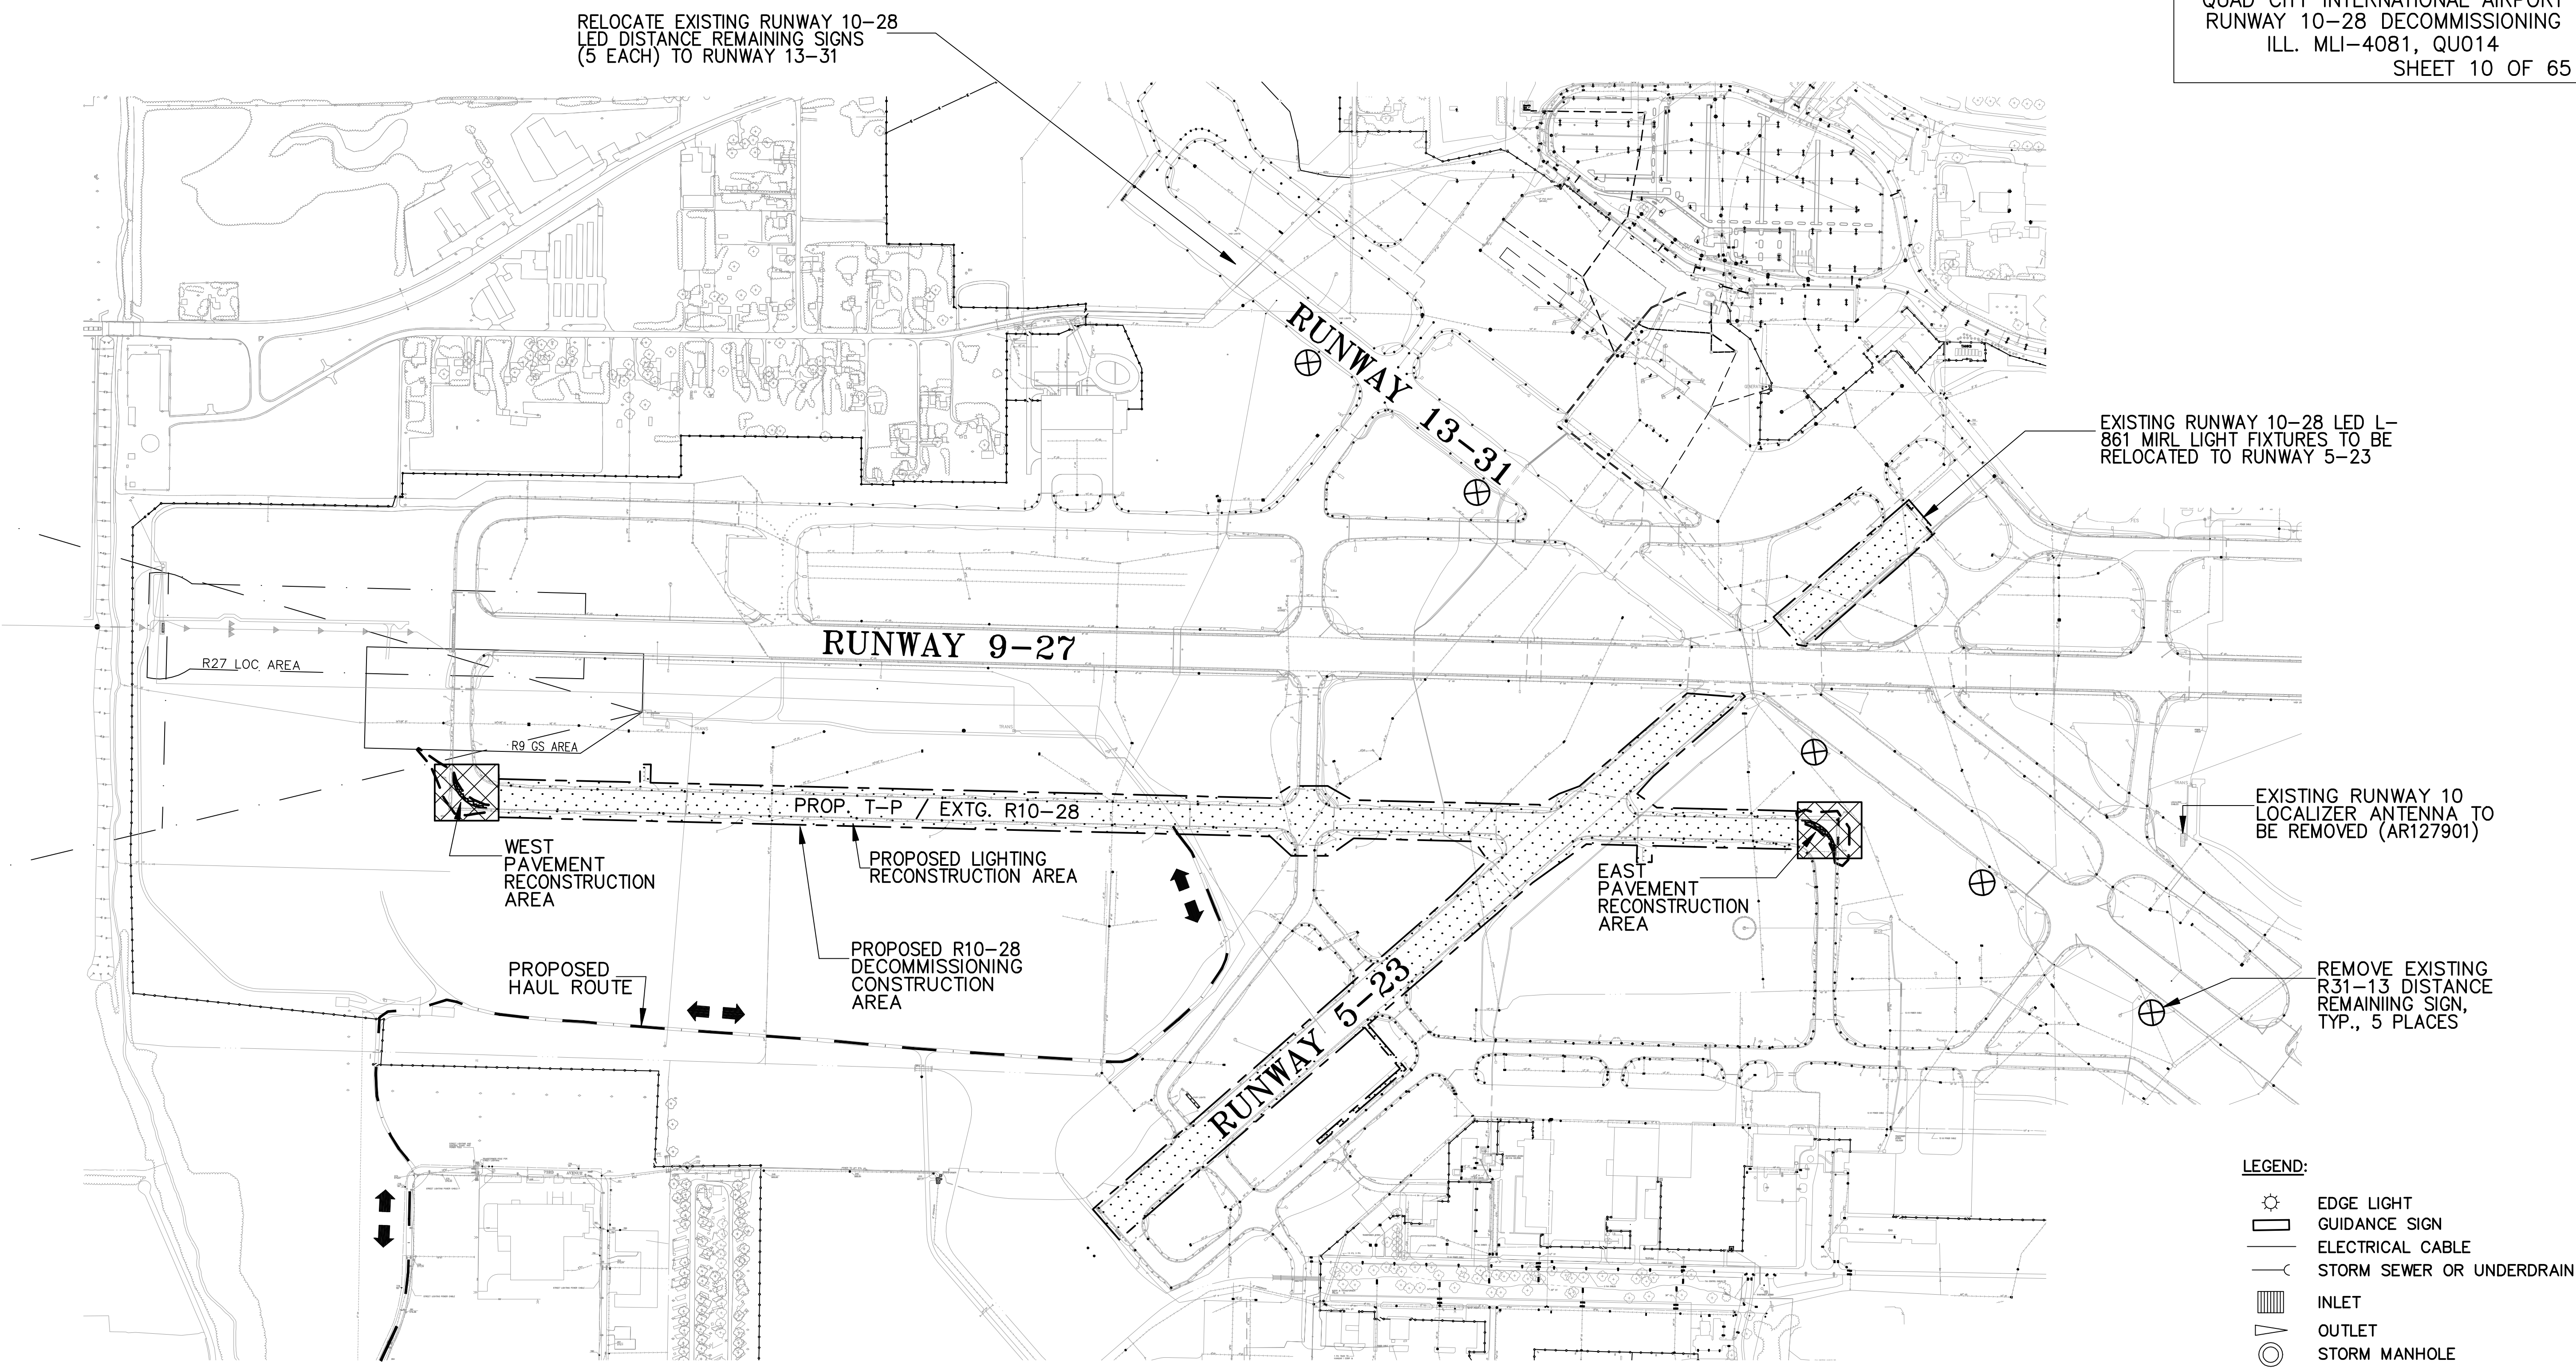 RELOCATE EXISTING RUNWAY 10-28
LED DISTANCE REMAINING SIGNS
(5 EACH) TO RUNWAY 13-31
QUAD CITY INTERNATIONAL AIRPORT
RUNWAY 10-28 DECOMMISSIONING
ILL. MLI-4081, QU014
SHEET 10 OF 65
RUNWAY 13-31
EXISTING RUNWAY 10-28 LED L-
861 MIRL LIGHT FIXTURES TO BE
RELOCATED TO RUNWAY 5-23
RUNWAY 9-27
R27 LOC AREA
R9 GS AREA
PROP. T-P / EXTG. R10-28
EXISTING RUNWAY 10
LOCALIZER ANTENNA TO
BE REMOVED (AR127901)
WEST
PAVEMENT
RECONSTRUCTION
AREA
PROPOSED LIGHTING
RECONSTRUCTION AREA
EAST
PAVEMENT
RECONSTRUCTION
AREA
PROPOSED R10-28
DECOMMISSIONING
CONSTRUCTION
AREA
PROPOSED
HAUL ROUTE
RUNWAY 5-23
REMOVE EXISTING
R31-13 DISTANCE
REMAINIING SIGN,
TYP., 5 PLACES
LEGEND:
EDGE LIGHT
GUIDANCE SIGN
ELECTRICAL CABLE
STORM SEWER OR UNDERDRAIN
INLET
OUTLET
STORM MANHOLE